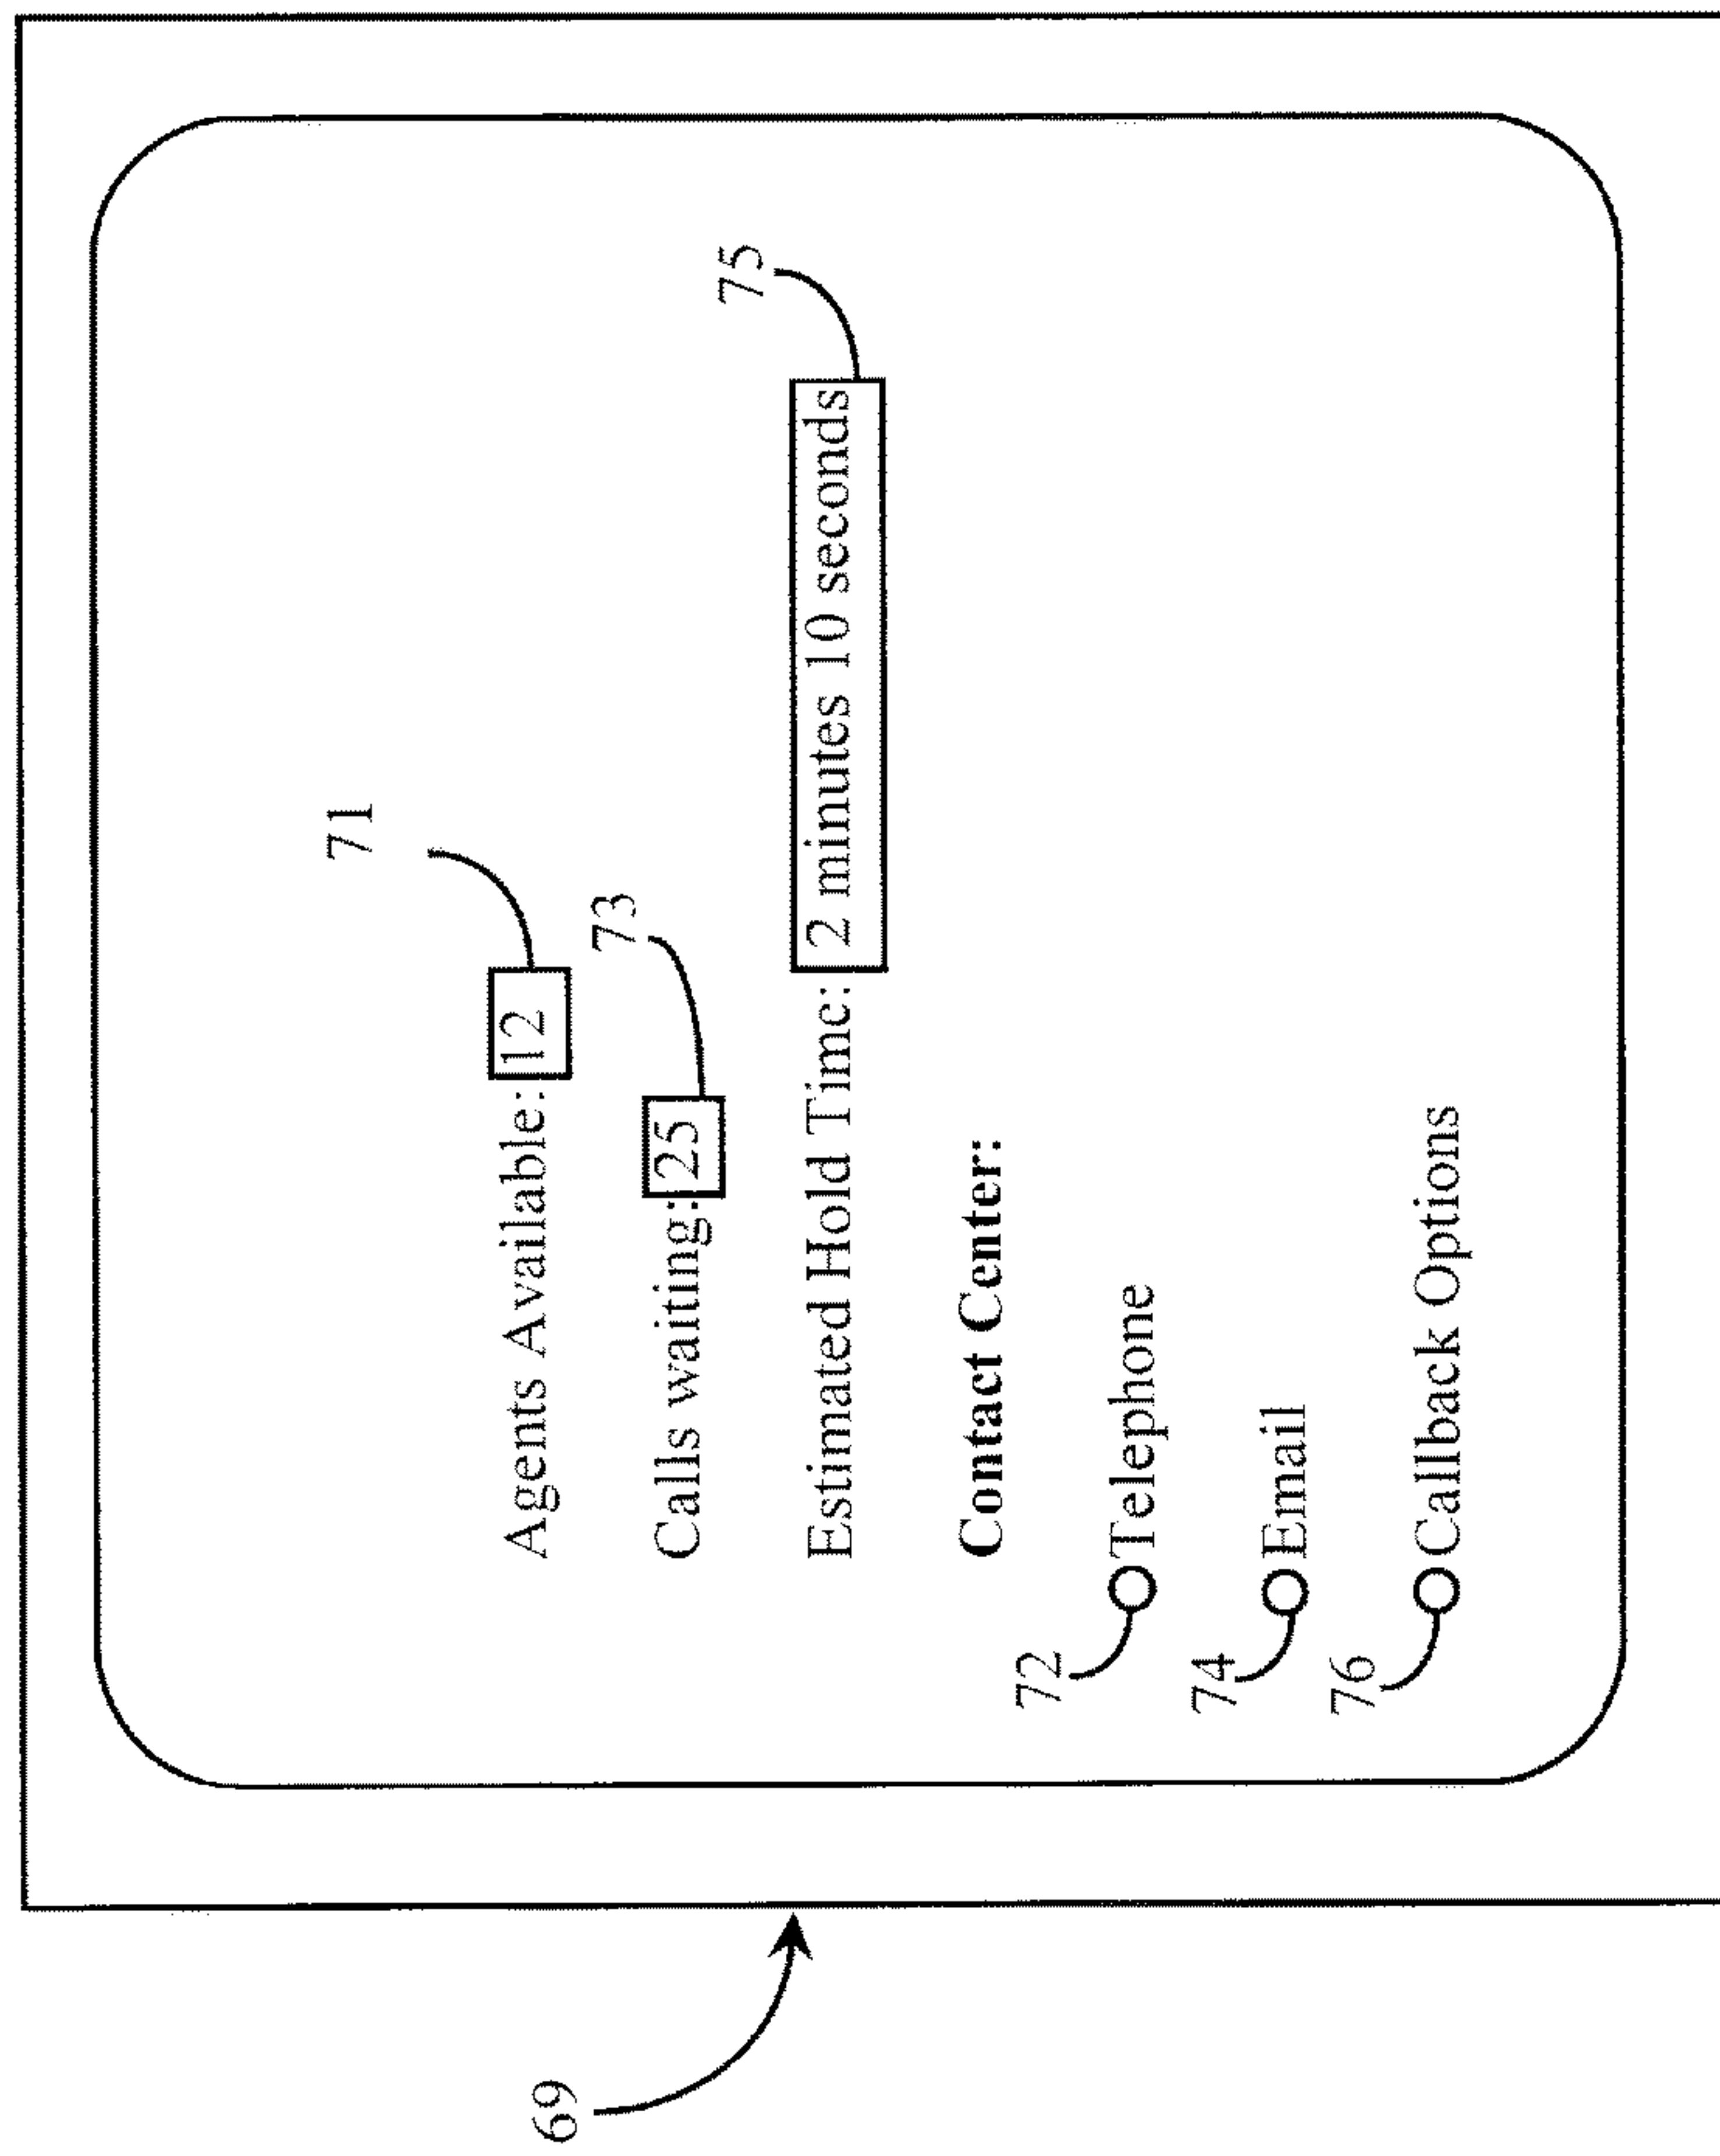 71
Agents Available: 12
73
Calls waiting: 25
75
Estimated Hold Time: 2 minutes 10 seconds
69
Contact Center:
72
Telephone
74
Email
76
Callback Options